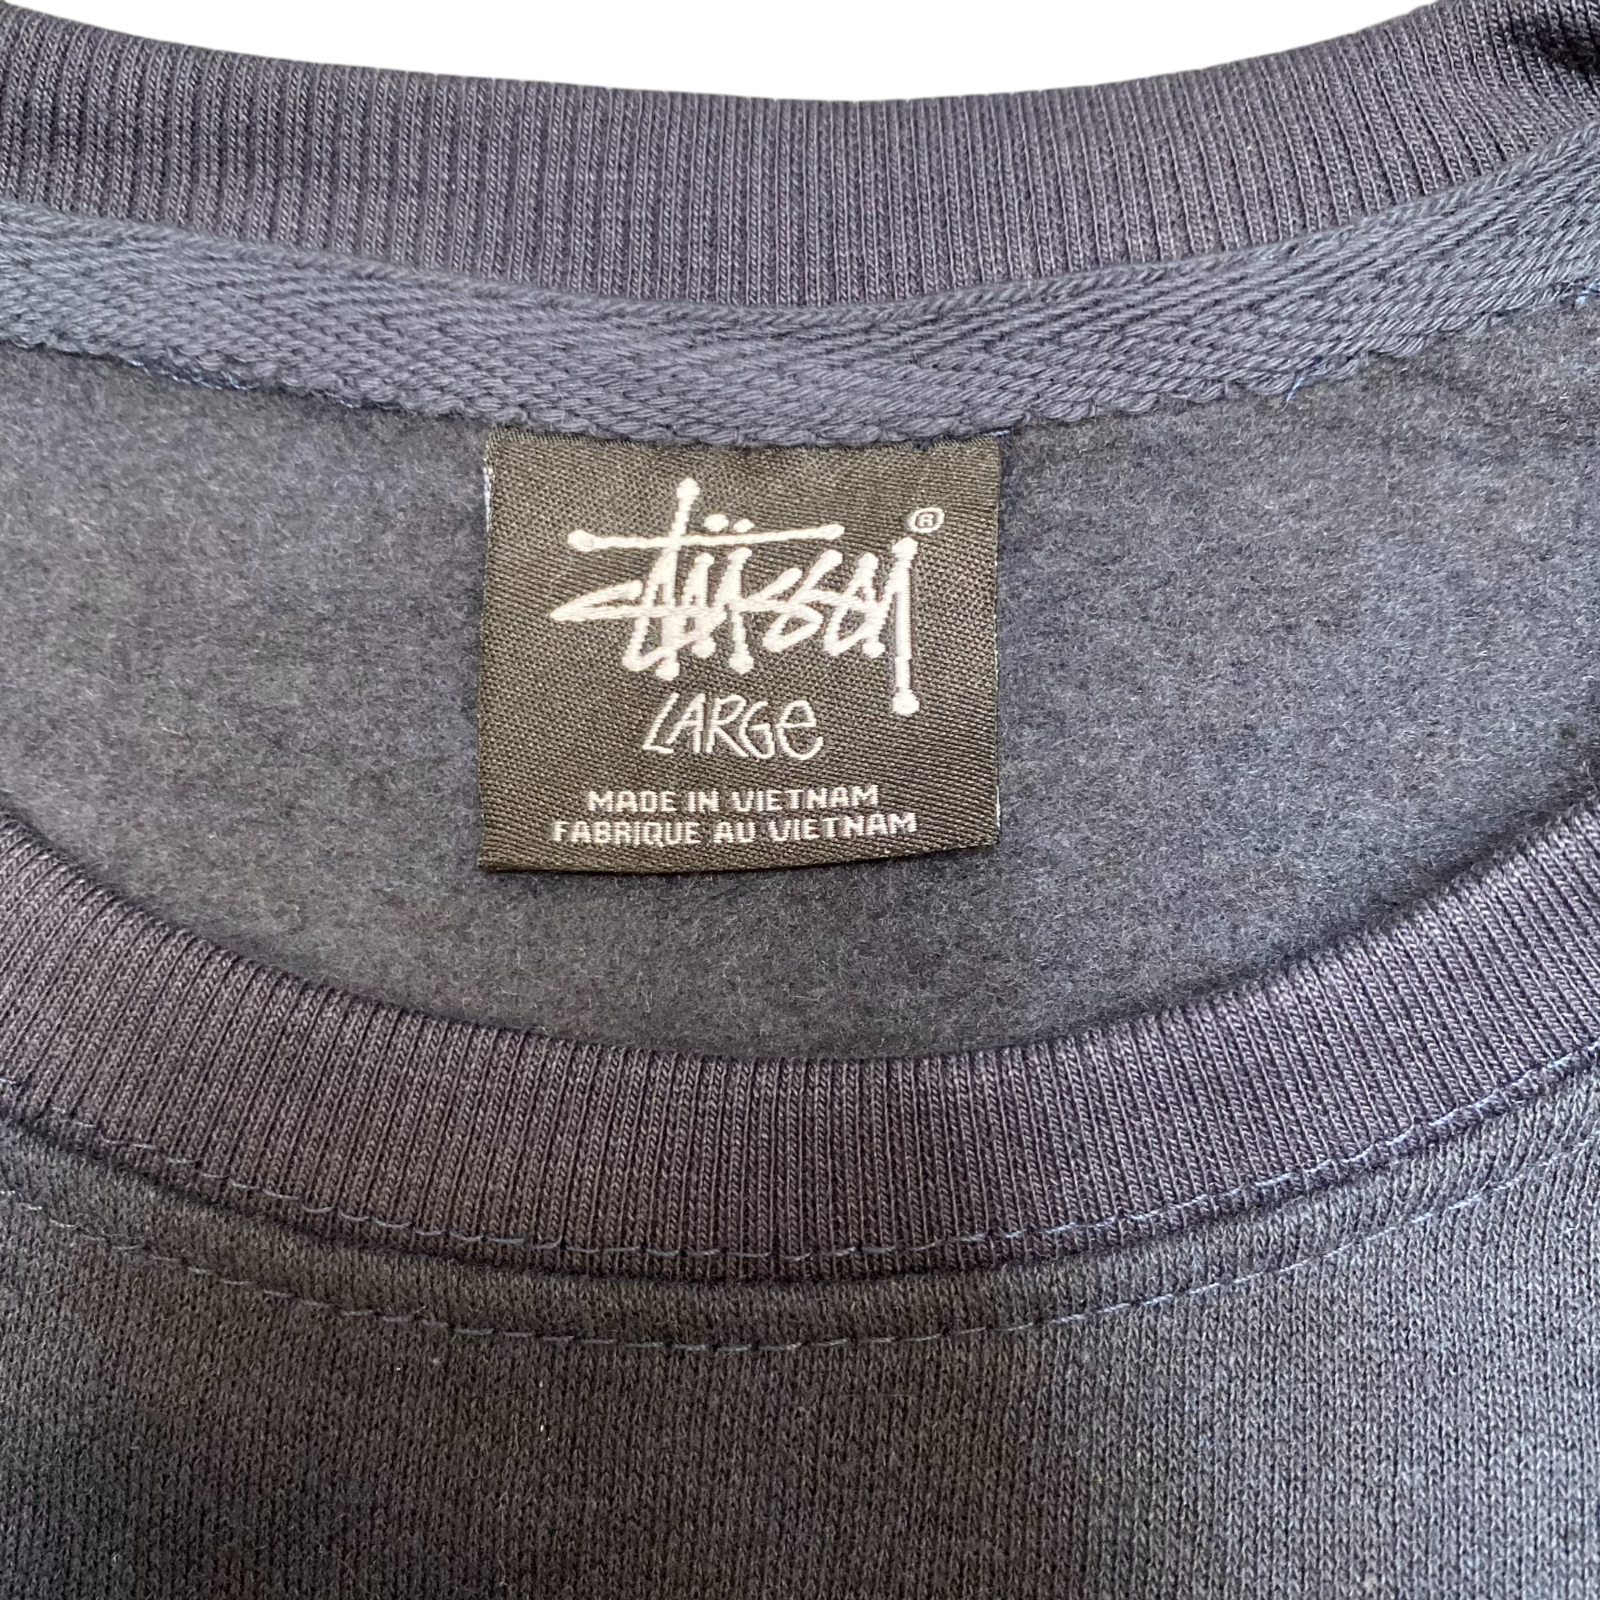 Stüssy®
LARGe
MADE IN VIETNAM
FABRIQUE AU VIETNAM